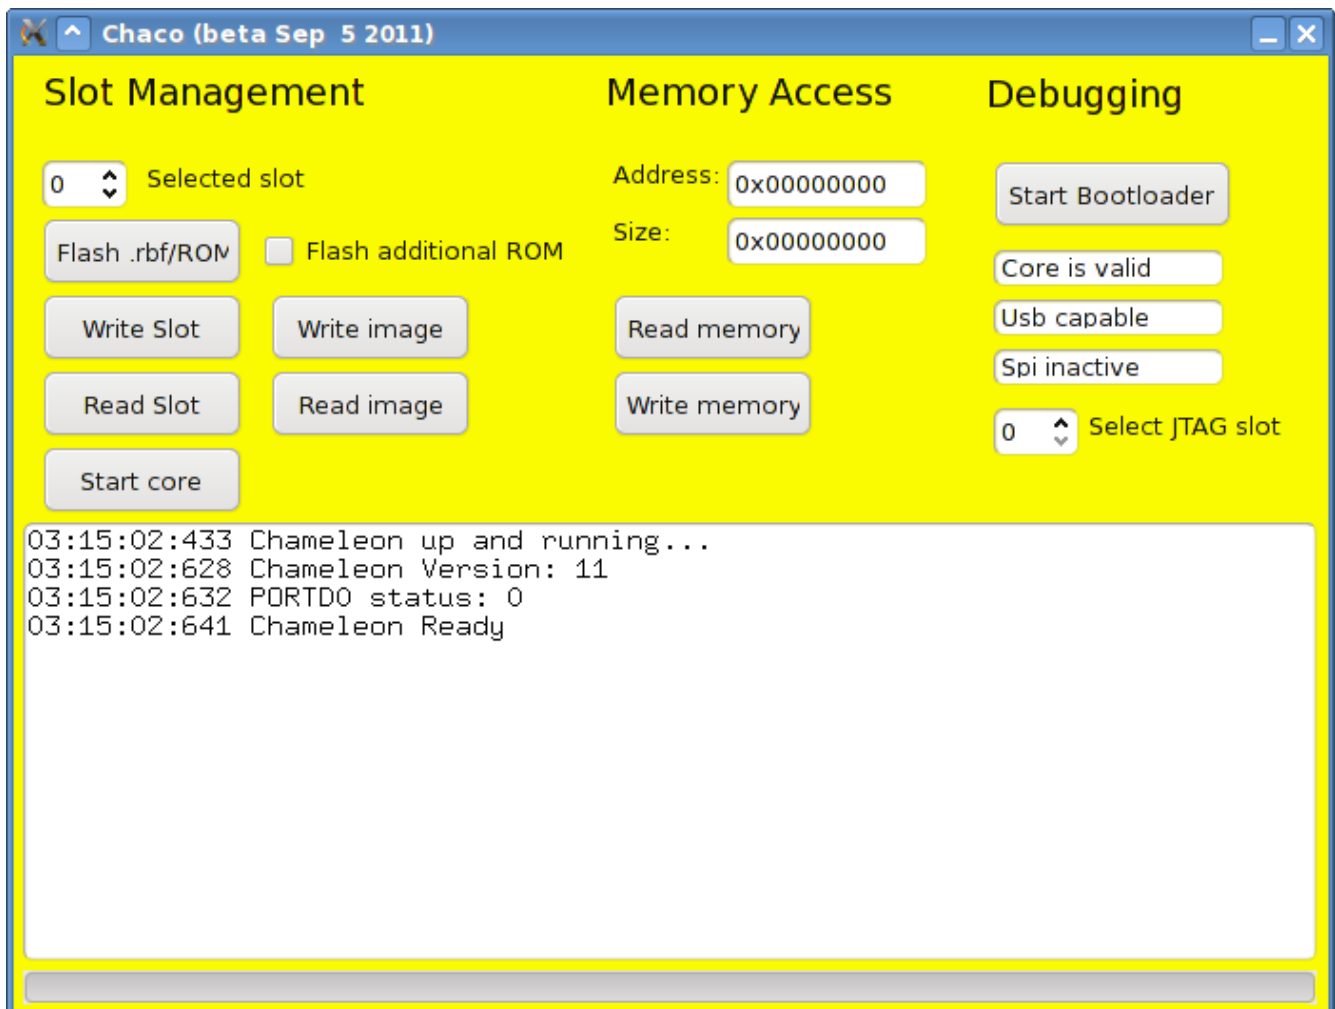 Chaco (beta Sep  5 2011)
Slot Management
Memory Access
Debugging
0
Selected slot
Flash .rbf/ROM
Flash additional ROM
Write Slot
Write image
Read Slot
Read image
Start core
Address:
0x00000000
Size:
0x00000000
Read memory
Write memory
Start Bootloader
Core is valid
Usb capable
Spi inactive
0
Select JTAG slot
03:15:02:433 Chameleon up and running...
03:15:02:628 Chameleon Version: 11
03:15:02:632 PORTD0 status: 0
03:15:02:641 Chameleon Ready